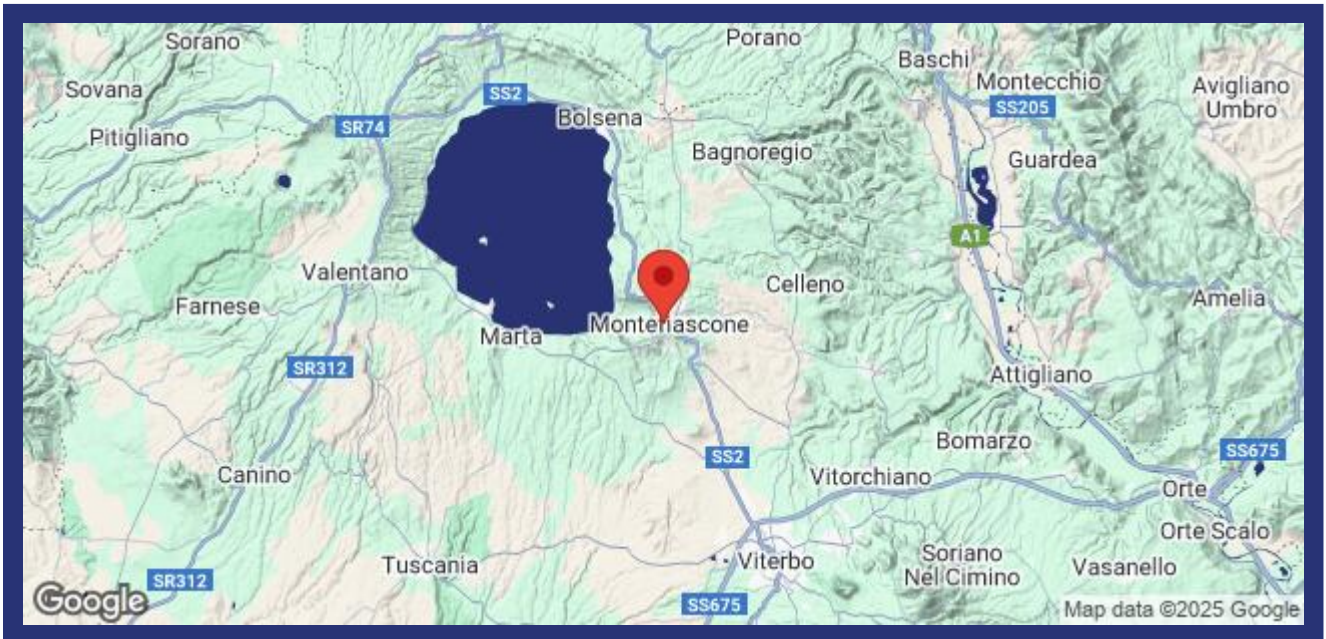 Sorano
Porano
Baschi
Sovana
Montecchio
Avigliano
Umbro
SS2
SS205
Bolsena
SR74
Pitigliano
Bagnoregio
Guardea
A1
Valentano
Celleno
Farnese
Amelia
Montefiascone
Marta
SR312
Attigliano
Bomarzo
SS2
SS675
Canino
Vitorchiano
Orte
Orte Scalo
Tuscania
Viterbo
Soriano
Nel Cimino
Vasanello
SR312
SS675
Google
Map data ©2025 Google